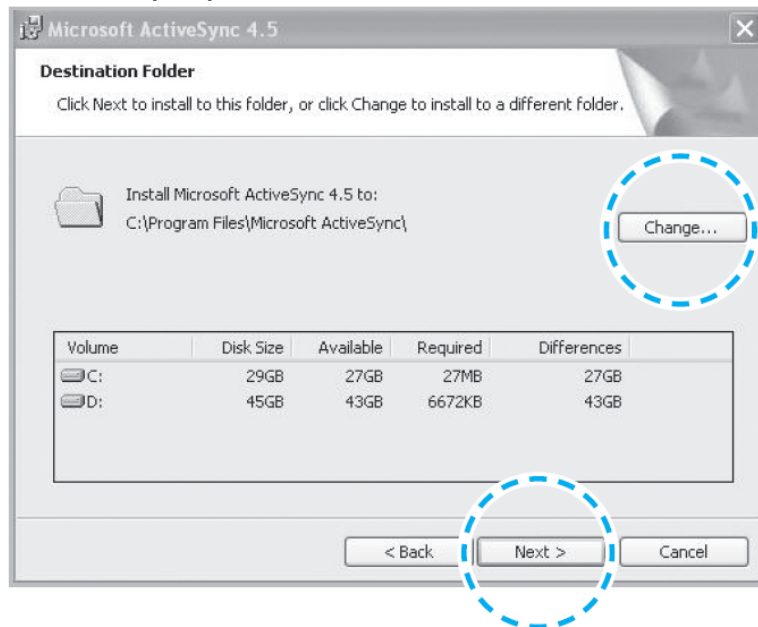 Microsoft ActiveSync 4.5
Destination Folder
Click Next to install to this folder, or click Change to install to a different folder.
Install Microsoft ActiveSync 4.5 to:
C:\Program Files\Microsoft ActiveSync\
Change...
Volume Disk Size Available Required Differences
C: 29GB 27GB 27MB 27GB
D: 45GB 43GB 6672KB 43GB
< Back Next > Cancel